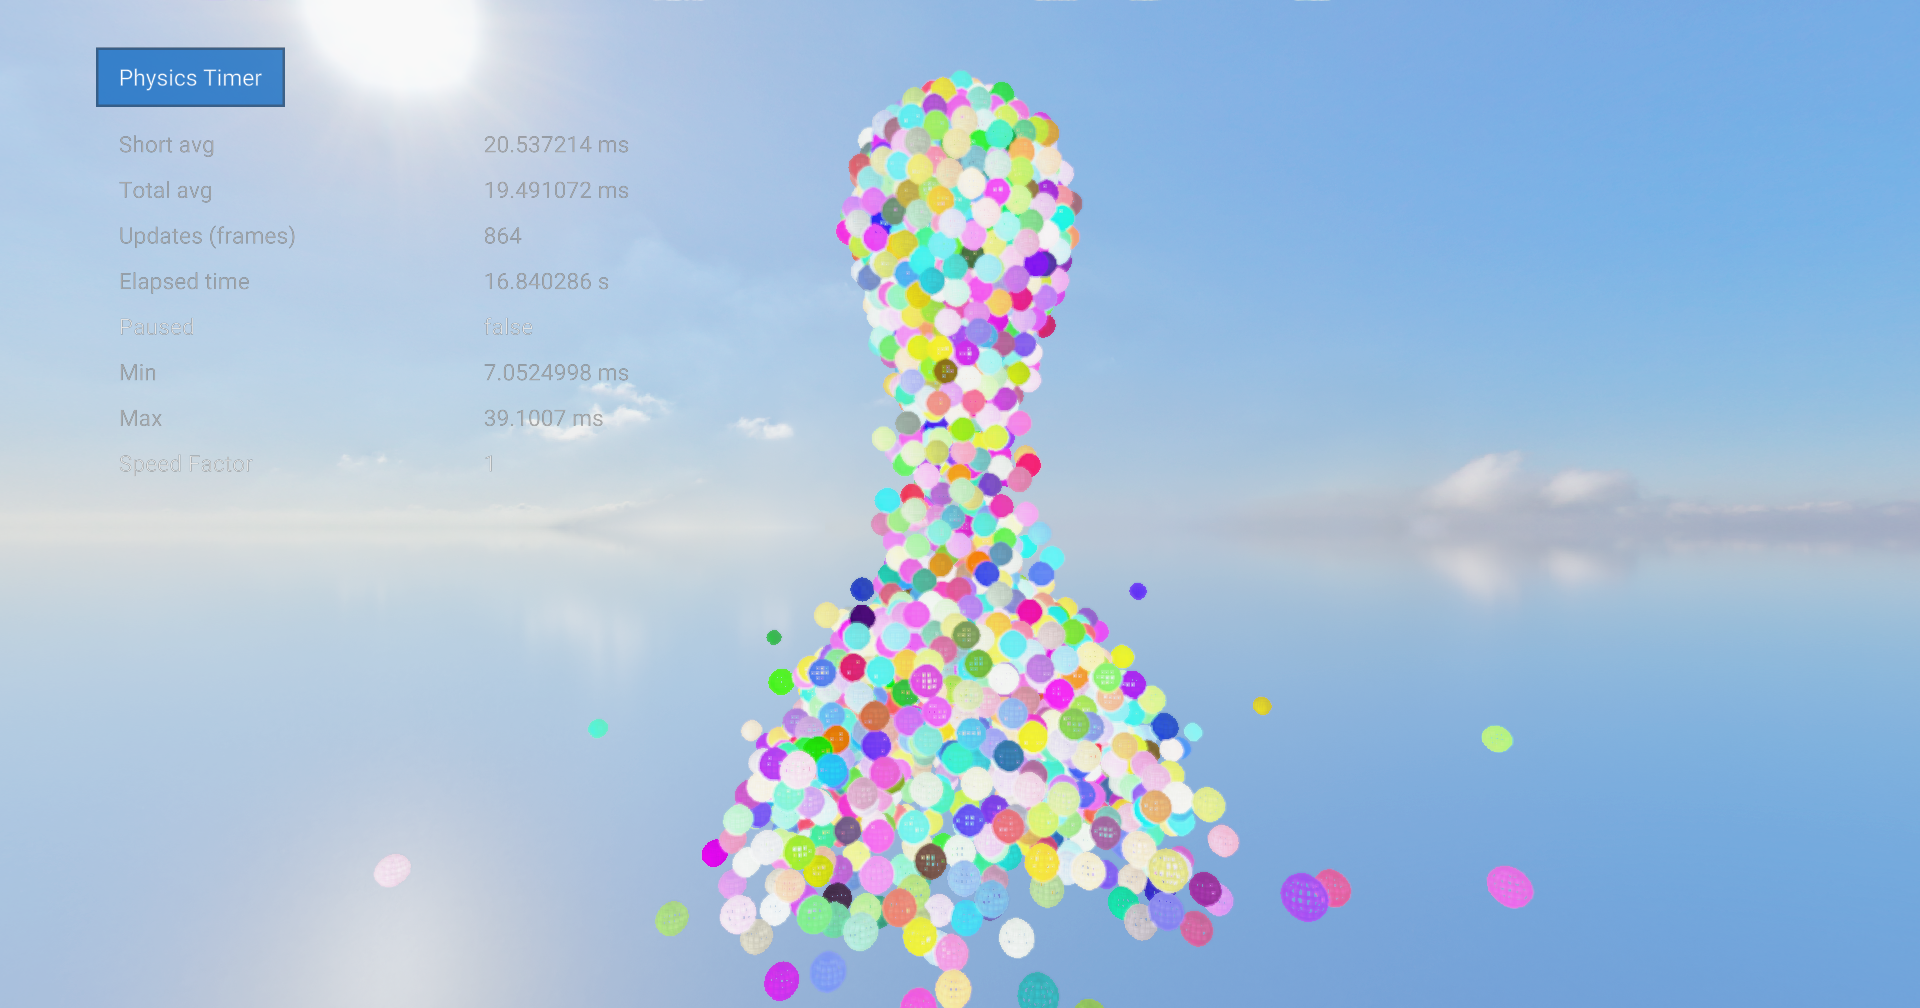 Physics Timer
Short avg 20.537214 ms
Total avg 19.491072 ms
Updates (frames) 864
Elapsed time 16.840286 s
Paused false
Min 7.0524998 ms
Max 39.1007 ms
Speed Factor 1